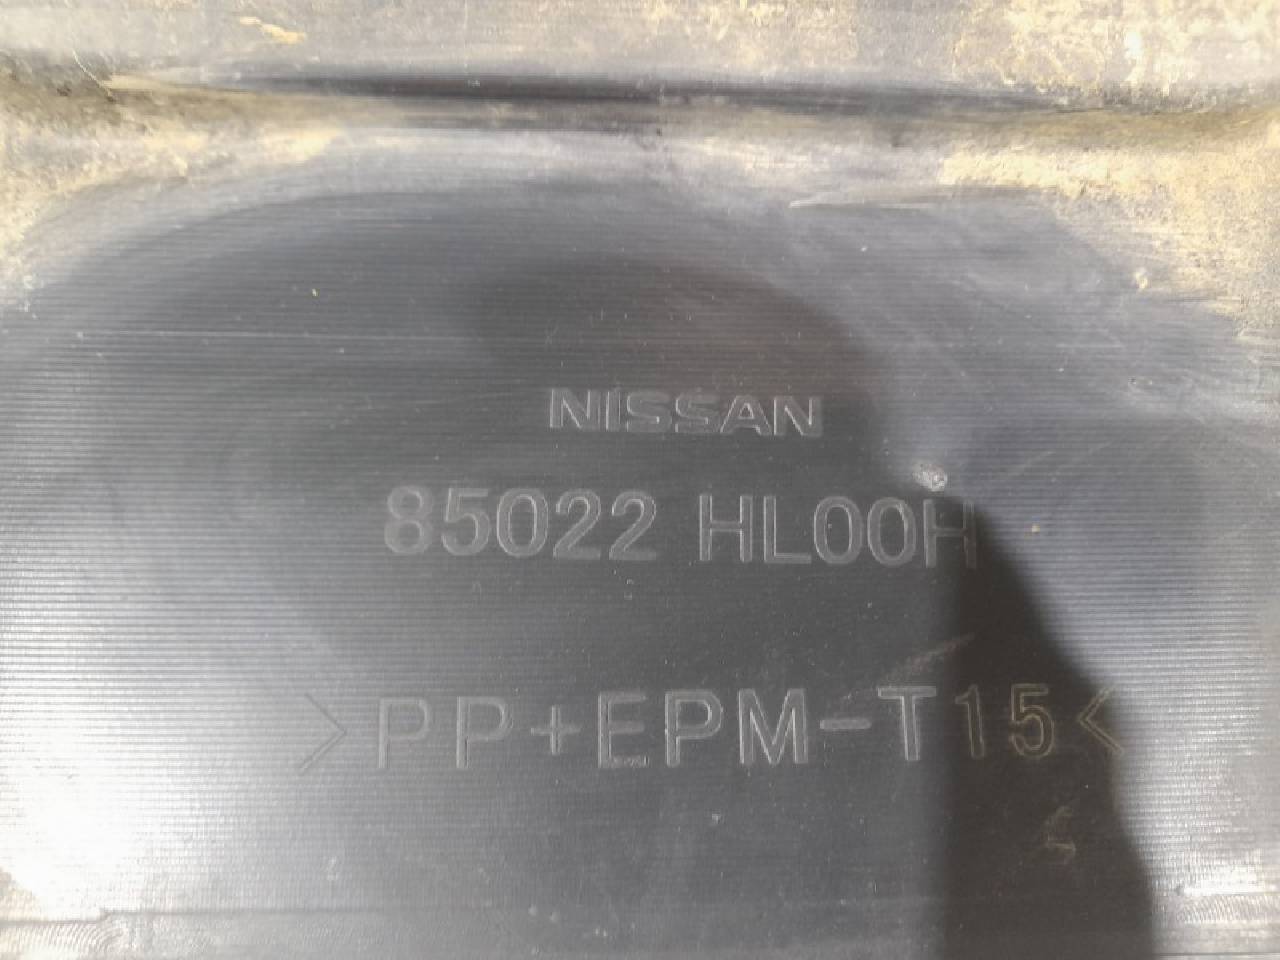 NISSAN
85022 HL00H
>PP+EPM-T15<